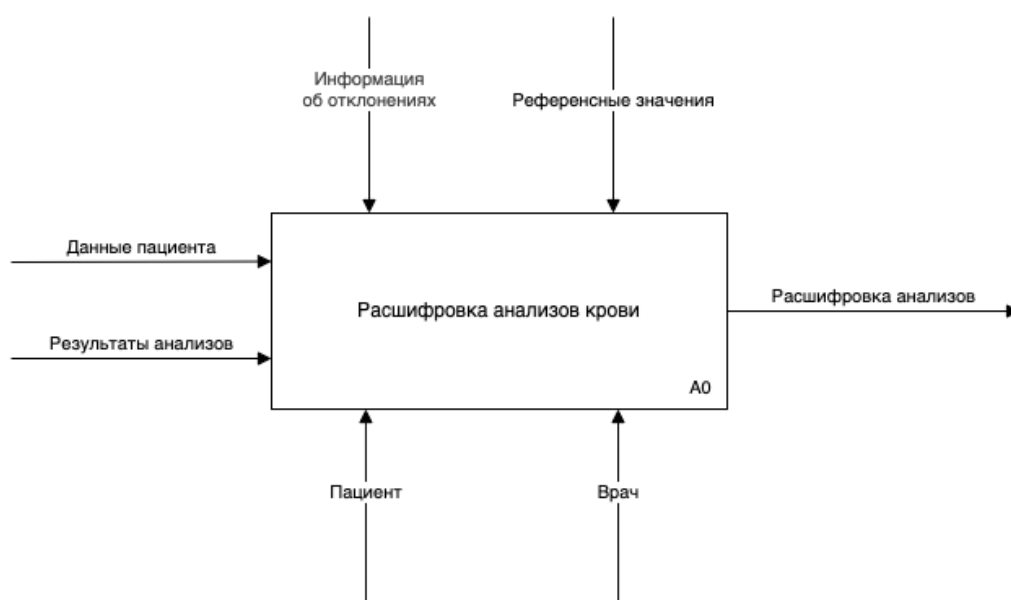 Информация
об отклонениях
Референсные значения
Данные пациента
Расшифровка анализов крови
Расшифровка анализов
Результаты анализов
A0
Пациент
Врач